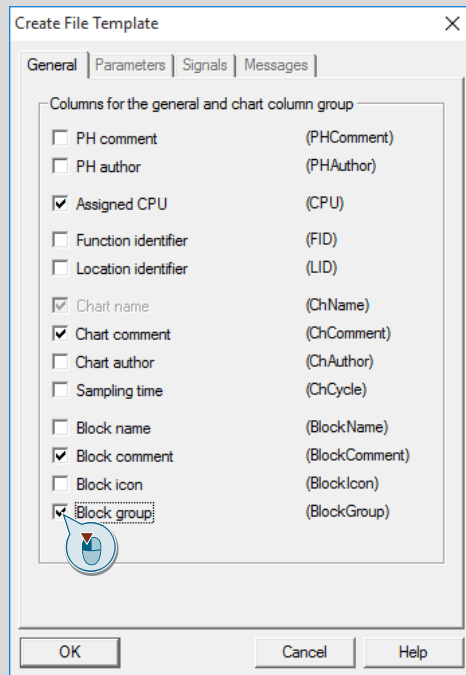 Create File Template
General Parameters Signals Messages
Columns for the general and chart column group
PH comment (PHComment)
PH author (PHAuthor)
Assigned CPU (CPU)
Function identifier (FID)
Location identifier (LID)
Chart name (ChName)
Chart comment (ChComment)
Chart author (ChAuthor)
Sampling time (ChCycle)
Block name (BlockName)
Block comment (BlockComment)
Block icon (BlockIcon)
Block group (BlockGroup)
OK Cancel Help